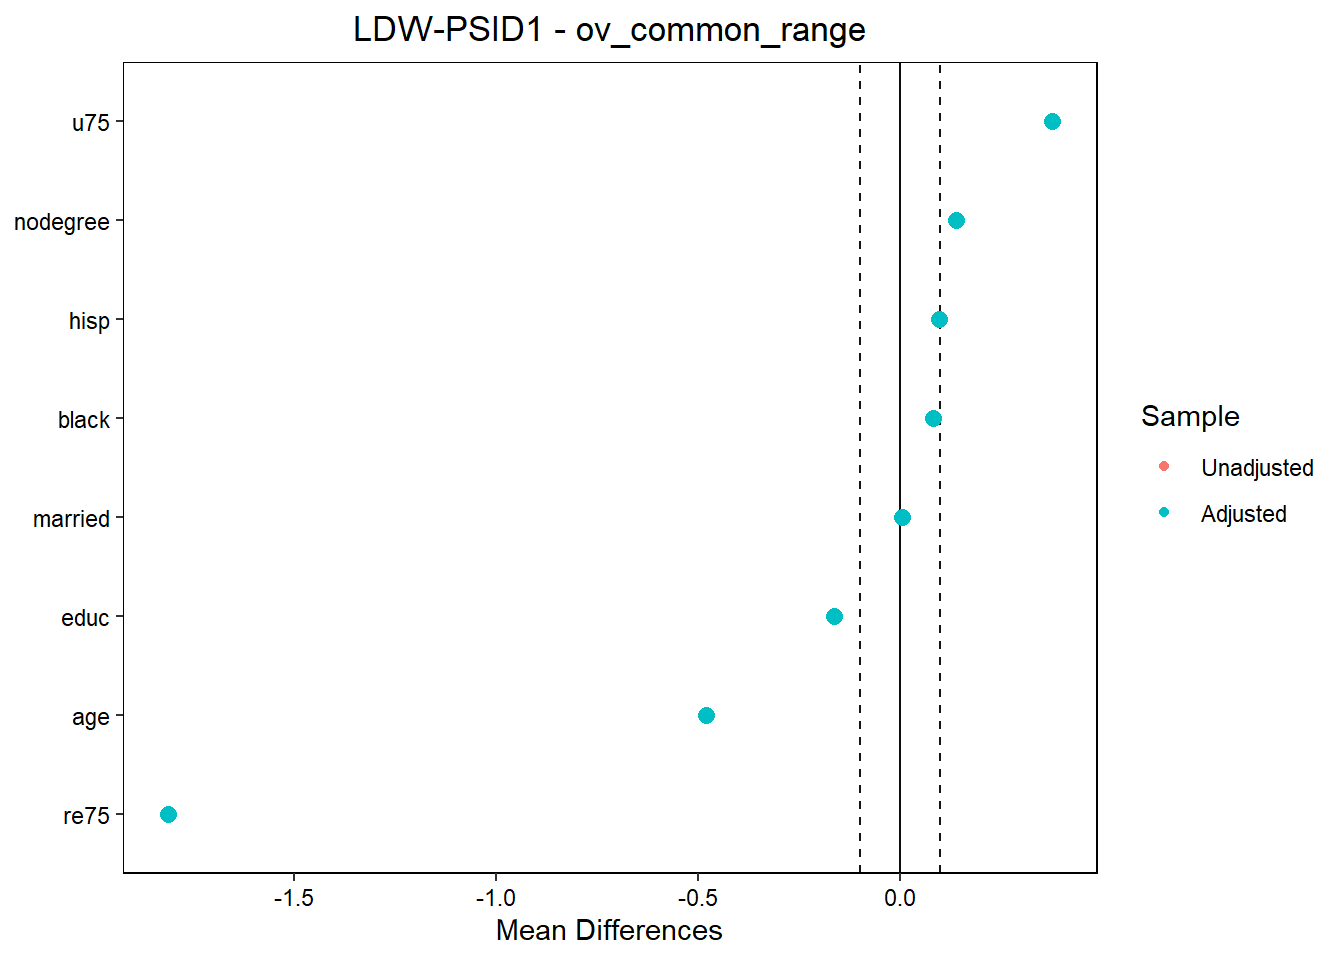 LDW-PSID1 - ov_common_range
u75
nodegree
hisp
black
married
educ
age
re75
-1.5
-1.0
-0.5
0.0
Mean Differences
Sample
Unadjusted
Adjusted